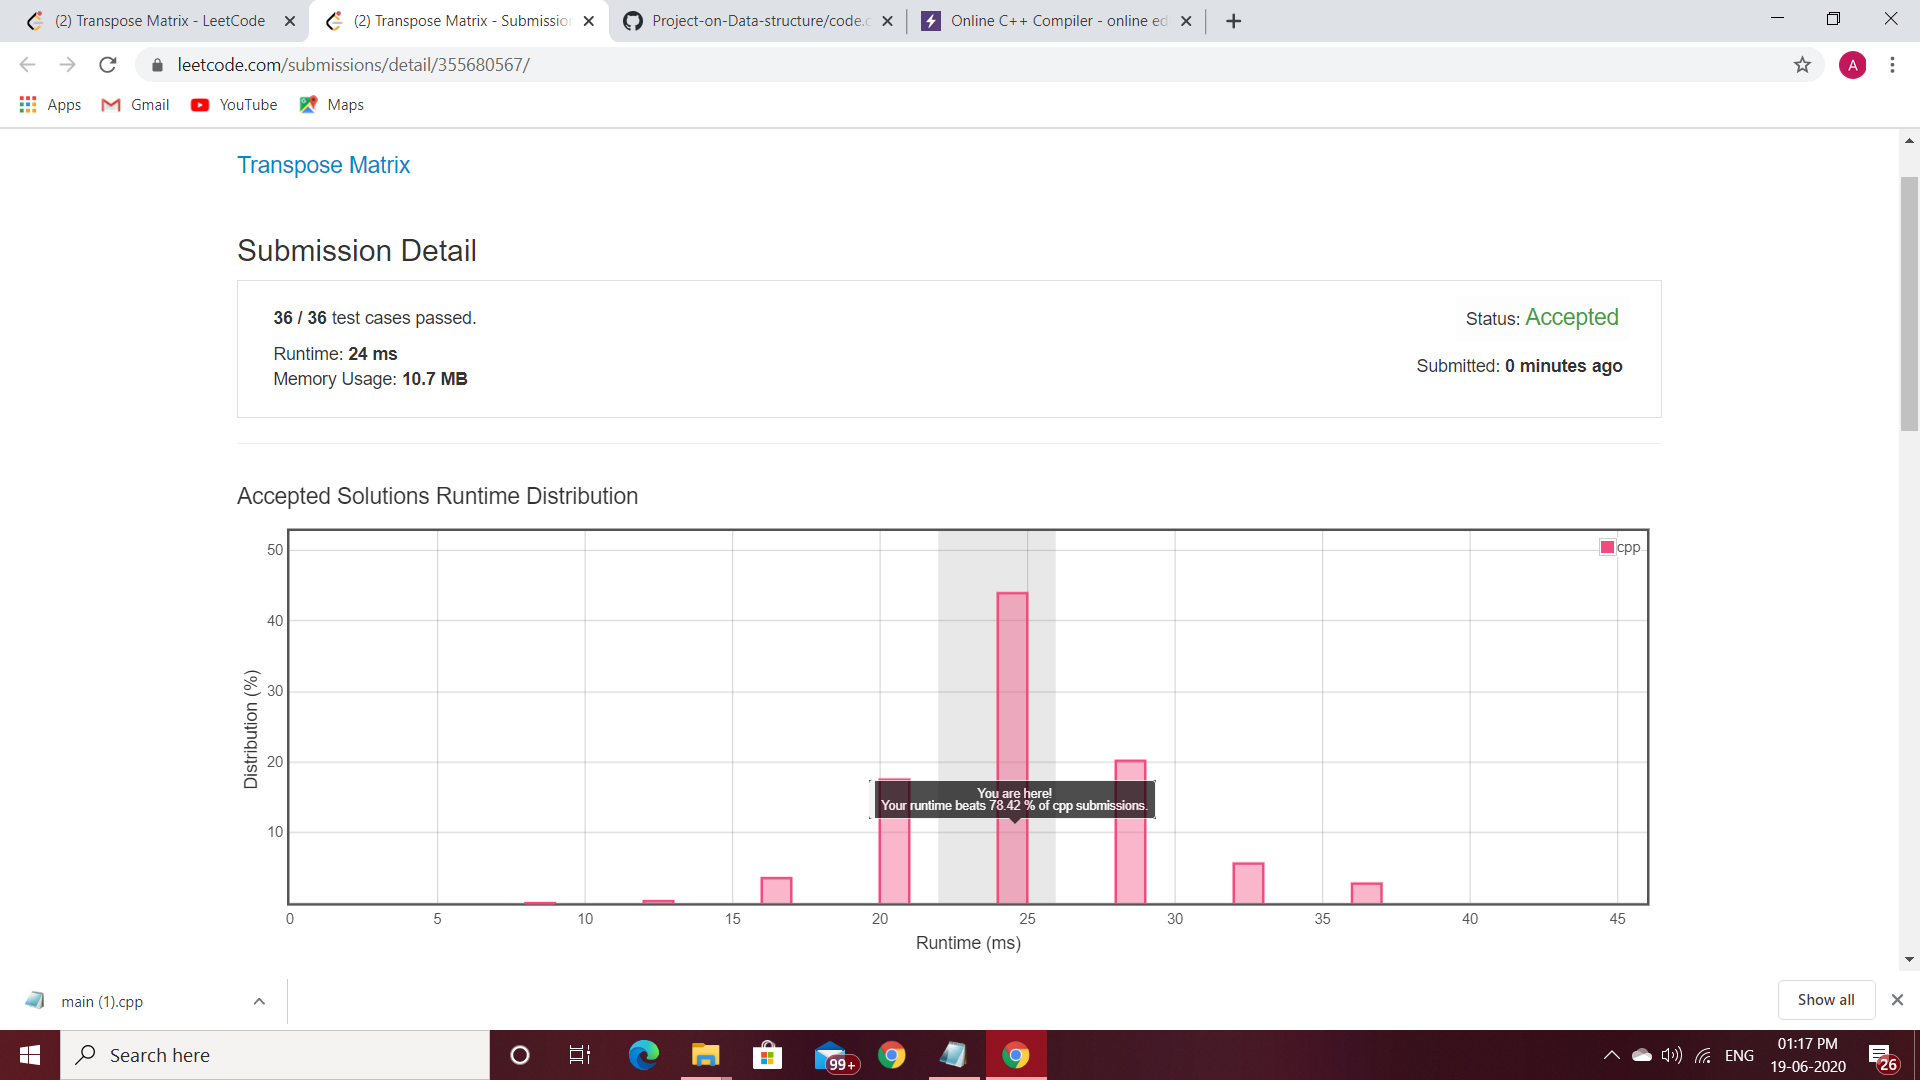 (2) Transpose Matrix - LeetCode
(2) Transpose Matrix - Submission
Project-on-Data-structure/code.c
Online C++ Compiler - online ed
leetcode.com/submissions/detail/355680567/
A
Apps
Gmail
YouTube
Maps
Transpose Matrix
Submission Detail
36 / 36 test cases passed.
Status: Accepted
Runtime: 24 ms
Submitted: 0 minutes ago
Memory Usage: 10.7 MB
Accepted Solutions Runtime Distribution
cpp
50
40
30
20
10
Distribution (%)
You are here!
Your runtime beats 78.42 % of cpp submissions.
0 5 10 15 20 25 30 35 40 45
Runtime (ms)
main (1).cpp
Show all
Search here
99+
ENG
01:17 PM
19-06-2020
26